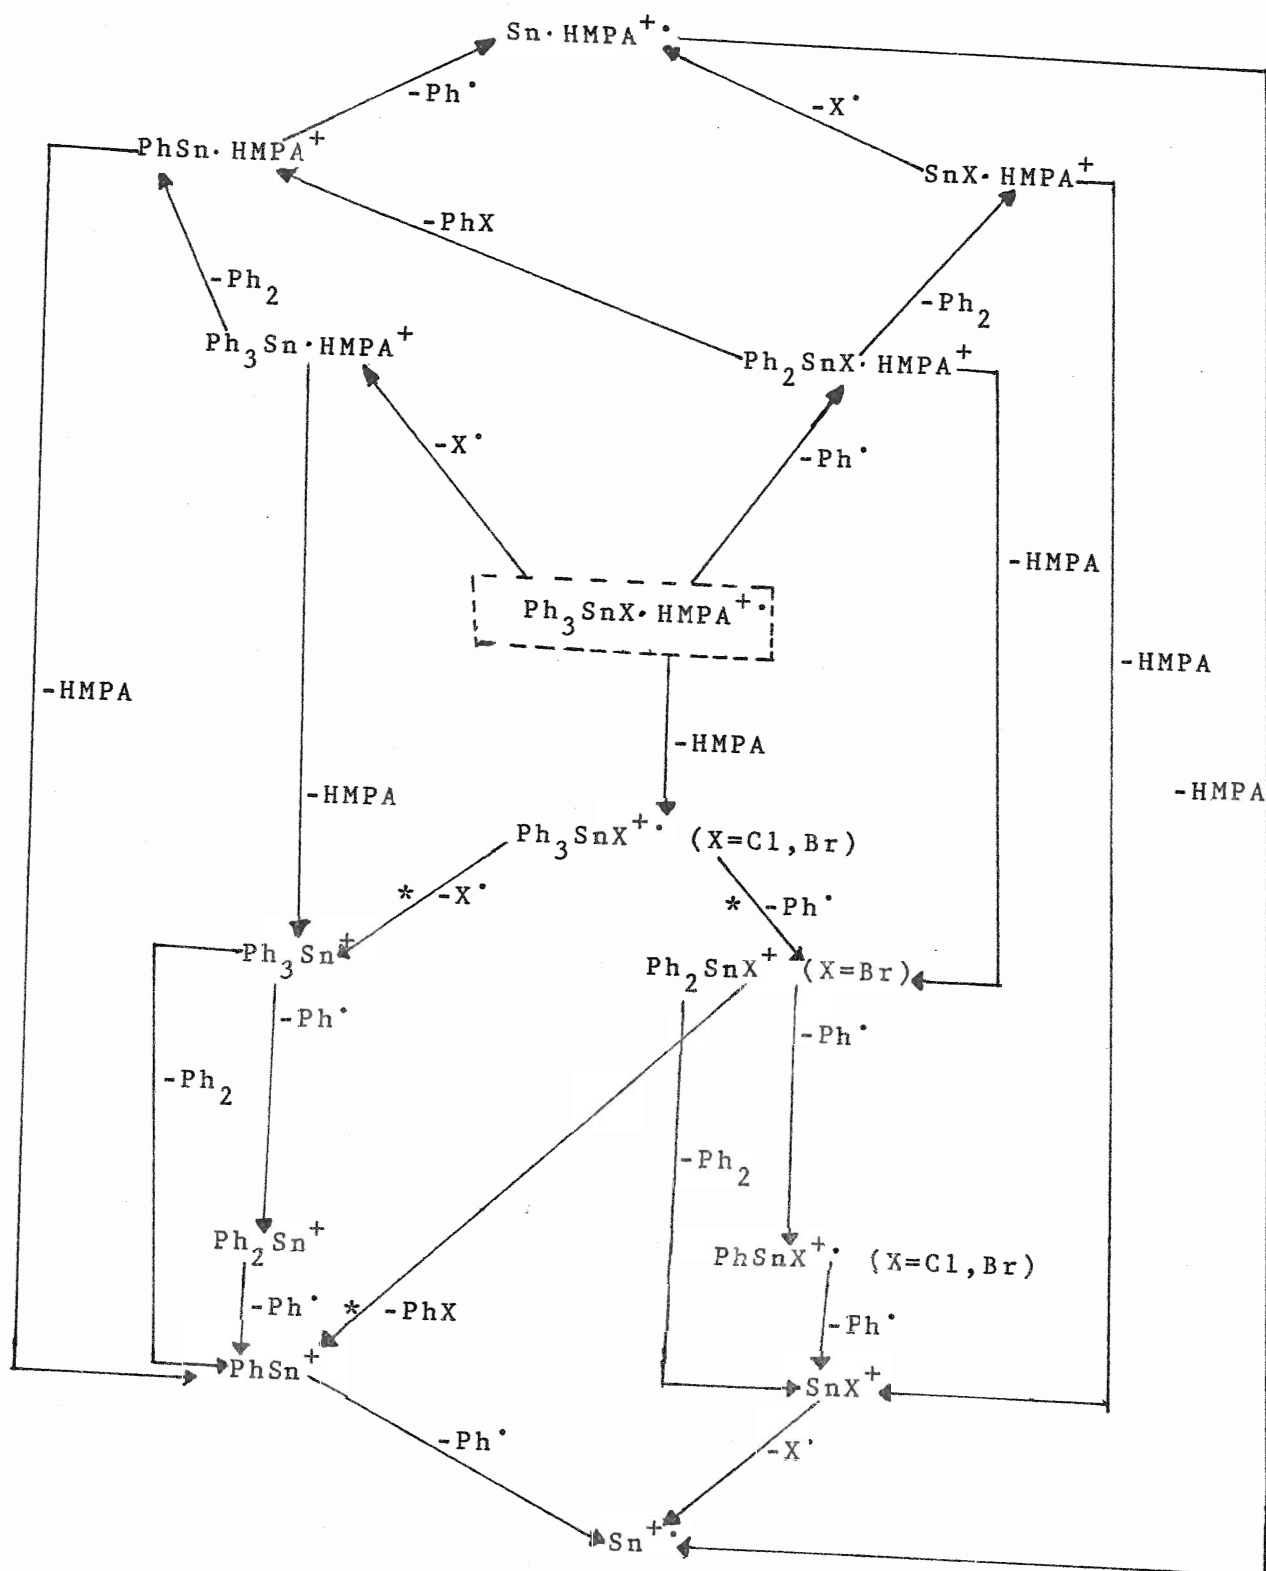 Sn·HMPA⁺·
-Ph·
-X·
PhSn·HMPA⁺
SnX·HMPA⁺
-PhX
-Ph₂
-Ph₂
Ph₃Sn·HMPA⁺
Ph₂SnX·HMPA⁺
-X·
-Ph·
-HMPA
Ph₃SnX·HMPA⁺·
-HMPA
-HMPA
-HMPA
-HMPA
-HMPA
Ph₃SnX⁺· (X=Cl,Br)
* -X·
* -Ph·
Ph₃Sn⁺
Ph₂SnX⁺ (X=Br)
-Ph·
-Ph·
-Ph₂
-Ph₂
Ph₂Sn⁺
PhSnX⁺· (X=Cl,Br)
-Ph·
* -PhX
-Ph·
PhSn⁺
SnX⁺
-Ph·
-X·
Sn⁺·